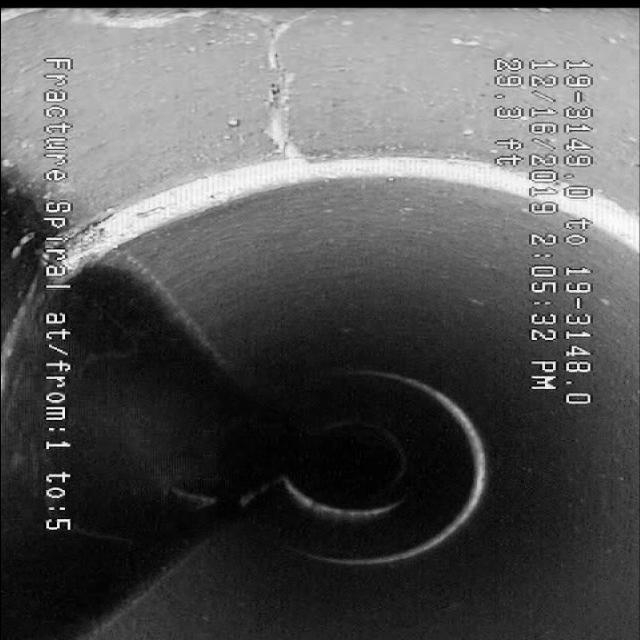 19-3149.0 to 19-3148.0
12/16/2019 2:05:32 PM
29.3 ft
Fracture Spiral at/from:1 to:5